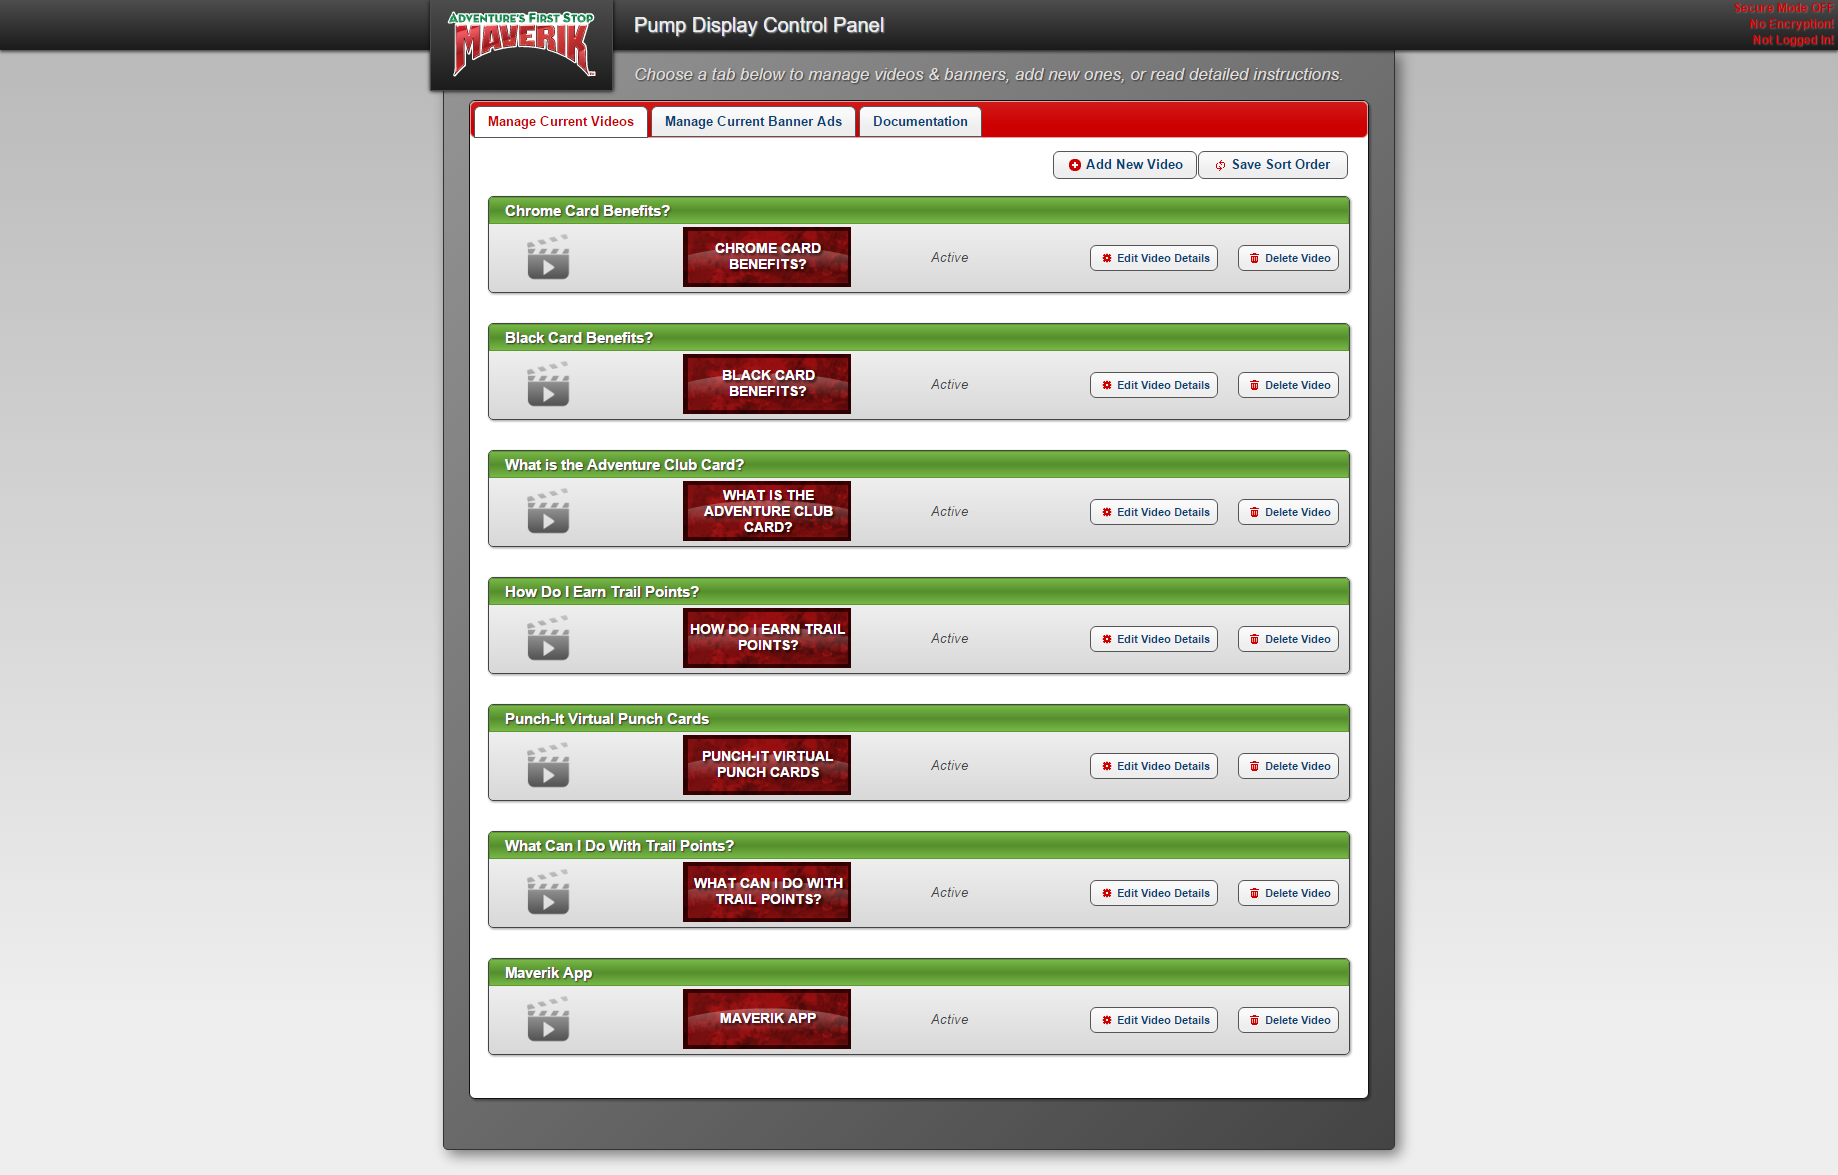 ADVENTURE'S FIRST STOP
MAVERIK
Pump Display Control Panel
Secure Mode OFF
No Encryption!
Not Logged In!
Choose a tab below to manage videos & banners, add new ones, or read detailed instructions.
Manage Current Videos
Manage Current Banner Ads
Documentation
Add New Video
Save Sort Order
Chrome Card Benefits?
CHROME CARD
BENEFITS?
Active
Edit Video Details
Delete Video
Black Card Benefits?
BLACK CARD
BENEFITS?
Active
Edit Video Details
Delete Video
What is the Adventure Club Card?
WHAT IS THE
ADVENTURE CLUB
CARD?
Active
Edit Video Details
Delete Video
How Do I Earn Trail Points?
HOW DO I EARN TRAIL
POINTS?
Active
Edit Video Details
Delete Video
Punch-It Virtual Punch Cards
PUNCH-IT VIRTUAL
PUNCH CARDS
Active
Edit Video Details
Delete Video
What Can I Do With Trail Points?
WHAT CAN I DO WITH
TRAIL POINTS?
Active
Edit Video Details
Delete Video
Maverik App
MAVERIK APP
Active
Edit Video Details
Delete Video